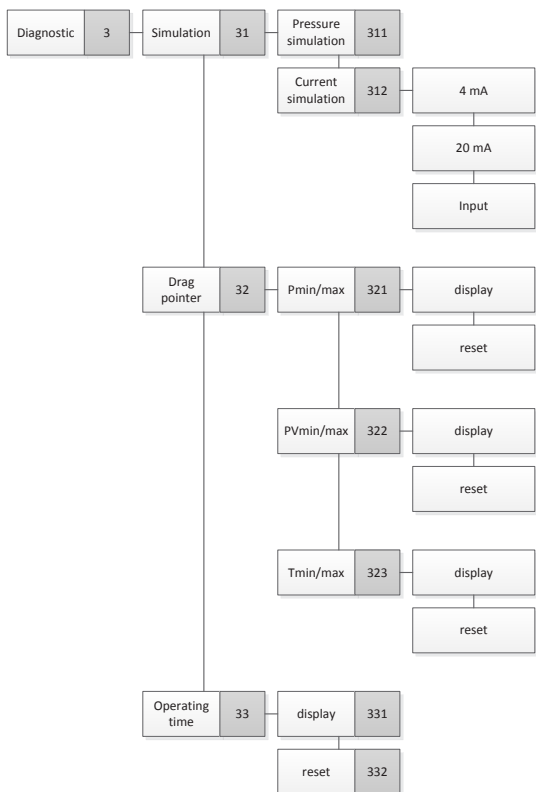 Diagnostic 3
Simulation 31
Pressure
simulation 311
Current
simulation 312
4 mA
20 mA
Input
Drag
pointer 32
Pmin/max 321
display
reset
PVmin/max 322
display
reset
Tmin/max 323
display
reset
Operating
time 33
display 331
reset 332